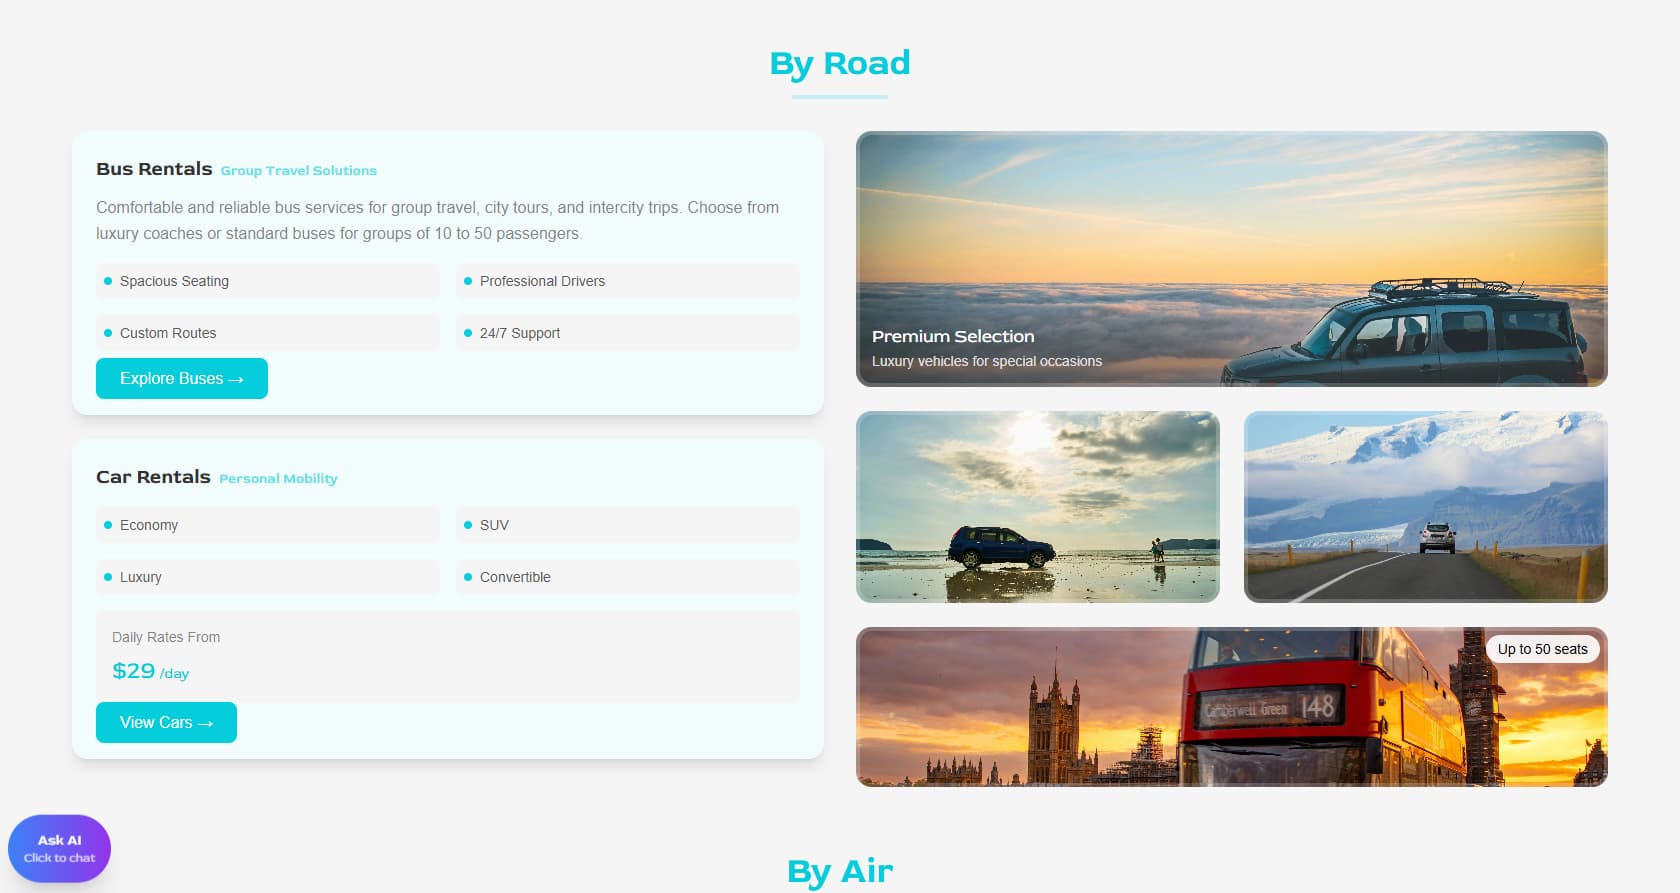 By Road
Bus Rentals Group Travel Solutions
Comfortable and reliable bus services for group travel, city tours, and intercity trips. Choose from
luxury coaches or standard buses for groups of 10 to 50 passengers.
Spacious Seating
Professional Drivers
Custom Routes
24/7 Support
Explore Buses →
Car Rentals Personal Mobility
Economy
SUV
Luxury
Convertible
Daily Rates From
$29 /day
View Cars →
Premium Selection
Luxury vehicles for special occasions
Up to 50 seats
Camberwell Green 148
Ask AI
Click to chat
By Air